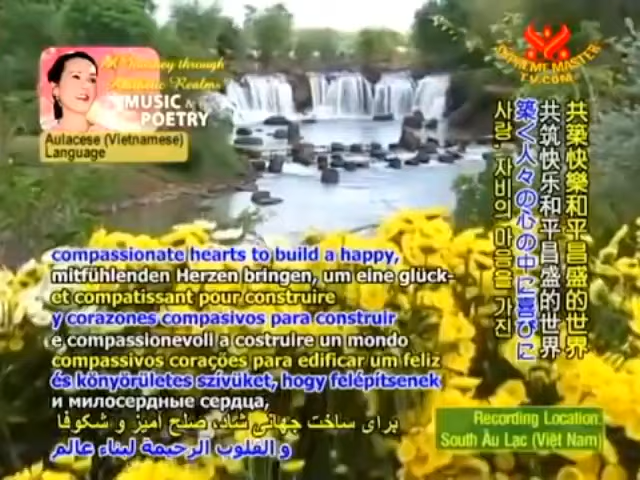 A Journey through
Aesthetic Realms
MUSIC &
POETRY
Aulacese (Vietnamese)
Language
SUPREME MASTER
TV.COM
共築快樂和平昌盛的世界
共筑快乐和平昌盛的世界
築く人々の心の中に喜びに
사랑, 자비의 마음을 가진
compassionate hearts to build a happy,
mitfühlenden Herzen bringen, um eine glück-
et compatissant pour construire
y corazones compasivos para construir
e compassionevoli a costruire un mondo
compassivos corações para edificar um feliz
és könyörületes szívüket, hogy felépítsenek
и милосердные сердца,
برای ساخت جهانی شاد، صلح آمیز و شکوفا
و القلوب الرحيمة لبناء عالم
Recording Location:
South Âu Lạc (Việt Nam)